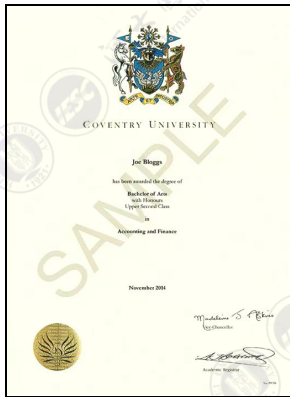 COVENTRY UNIVERSITY
Joe Bloggs
has been awarded the degree of
Bachelor of Arts
with Honours
Upper Second Class
in
Accounting and Finance
SAMPLE
November 2014
Vice-Chancellor
Academic Registrar